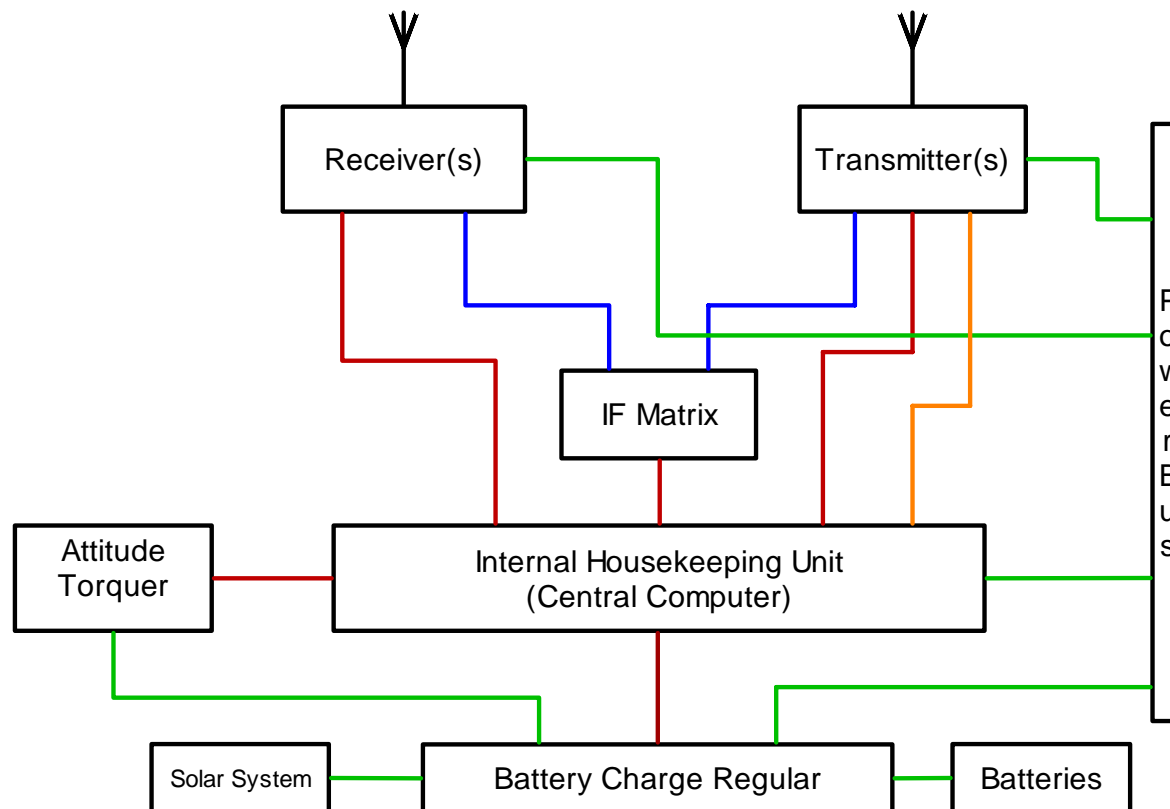 Receiver(s)
Transmitter(s)
P
o
w
e
r
B
u
s
IF Matrix
Attitude
Torquer
Internal Housekeeping Unit
(Central Computer)
Solar System
Battery Charge Regular
Batteries